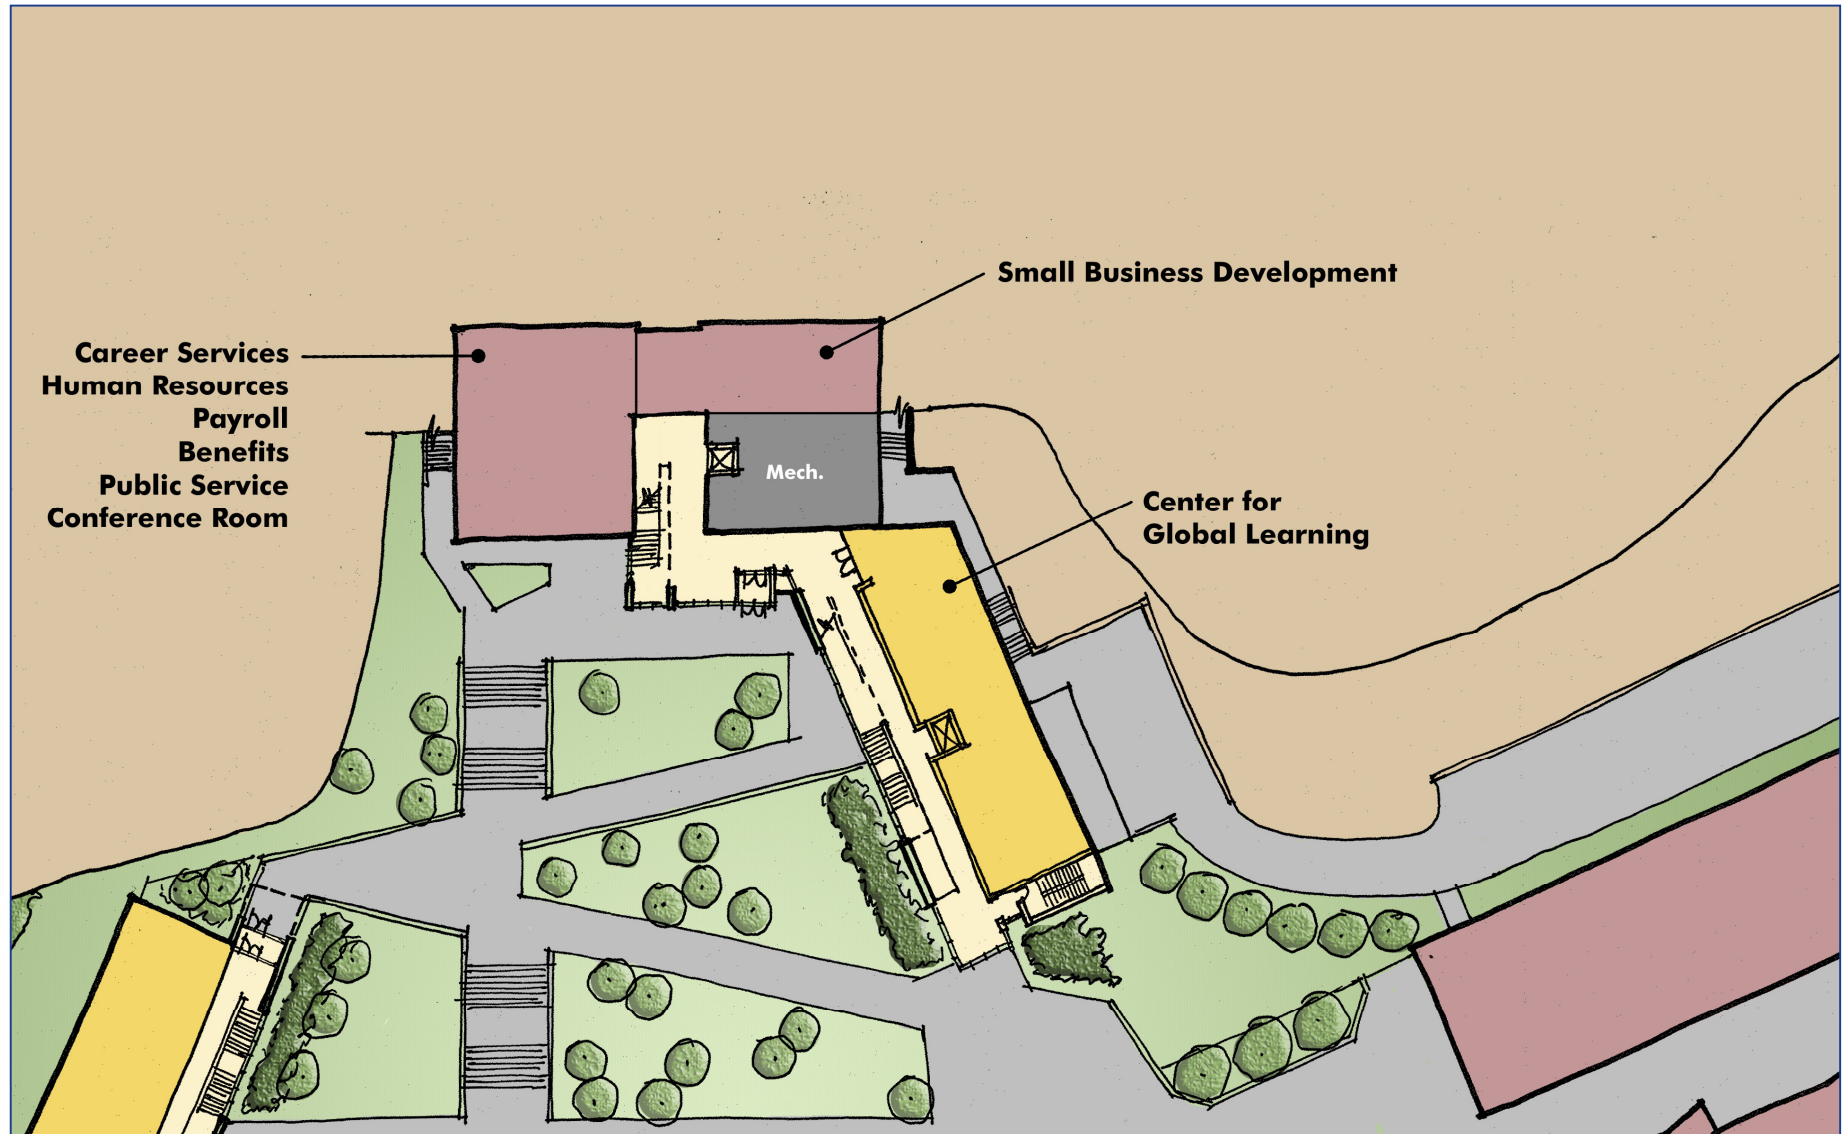 Small Business Development
Career Services
Human Resources
Payroll
Benefits
Public Service
Conference Room
Mech.
Center for
Global Learning